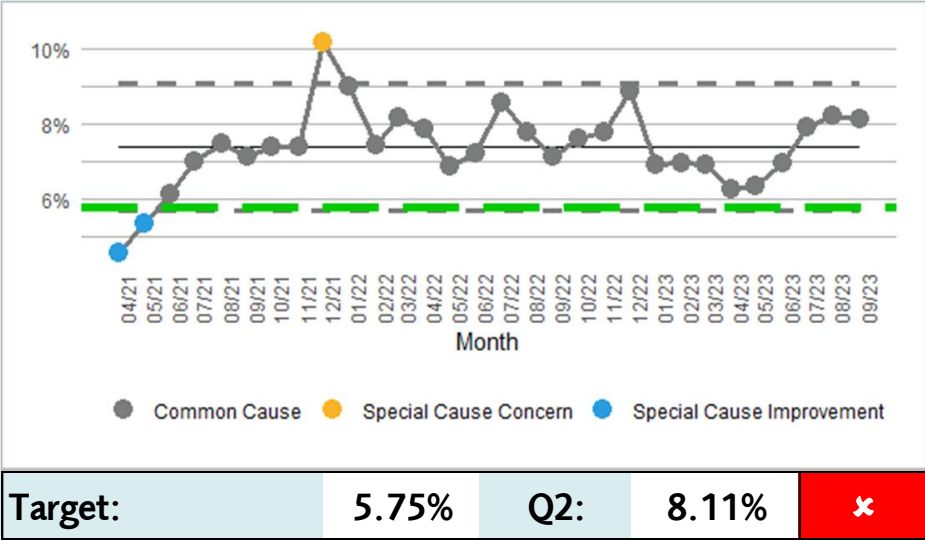 10%
8%
6%
04/21 05/21 06/21 07/21 08/21 09/21 10/21 11/21 12/21 01/22 02/22 03/22 04/22 05/22 06/22 07/22 08/22 09/22 10/22 11/22 12/22 01/23 02/23 03/23 04/23 05/23 06/23 07/23 08/23 09/23
Month
Common Cause Special Cause Concern Special Cause Improvement
Target: 5.75% Q2: 8.11% ✘